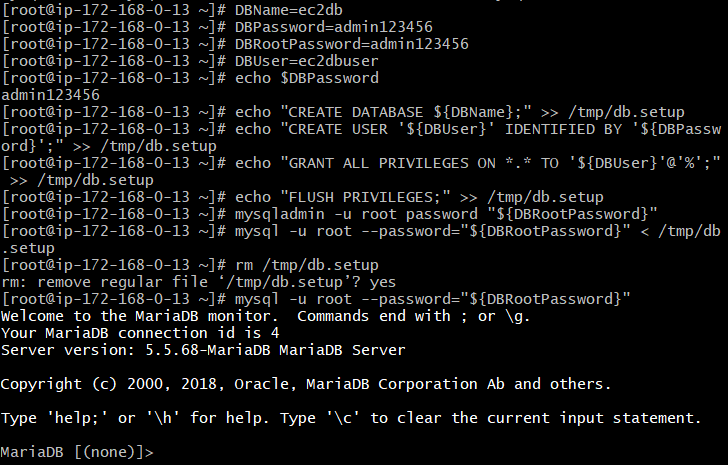 [root@ip-172-168-0-13 ~]# DBName=ec2db
[root@ip-172-168-0-13 ~]# DBPassword=admin123456
[root@ip-172-168-0-13 ~]# DBRootPassword=admin123456
[root@ip-172-168-0-13 ~]# DBUser=ec2dbuser
[root@ip-172-168-0-13 ~]# echo $DBPassword
admin123456
[root@ip-172-168-0-13 ~]# echo "CREATE DATABASE ${DBName};" >> /tmp/db.setup
[root@ip-172-168-0-13 ~]# echo "CREATE USER '${DBUser}' IDENTIFIED BY '${DBPassw
ord}';" >> /tmp/db.setup
[root@ip-172-168-0-13 ~]# echo "GRANT ALL PRIVILEGES ON *.* TO '${DBUser}'@'%';"
 >> /tmp/db.setup
[root@ip-172-168-0-13 ~]# echo "FLUSH PRIVILEGES;" >> /tmp/db.setup
[root@ip-172-168-0-13 ~]# mysqladmin -u root password "${DBRootPassword}"
[root@ip-172-168-0-13 ~]# mysql -u root --password="${DBRootPassword}" < /tmp/db
.setup
[root@ip-172-168-0-13 ~]# rm /tmp/db.setup
rm: remove regular file ‘/tmp/db.setup’? yes
[root@ip-172-168-0-13 ~]# mysql -u root --password="${DBRootPassword}"
Welcome to the MariaDB monitor.  Commands end with ; or \g.
Your MariaDB connection id is 4
Server version: 5.5.68-MariaDB MariaDB Server
Copyright (c) 2000, 2018, Oracle, MariaDB Corporation Ab and others.
Type 'help;' or '\h' for help. Type '\c' to clear the current input statement.
MariaDB [(none)]>